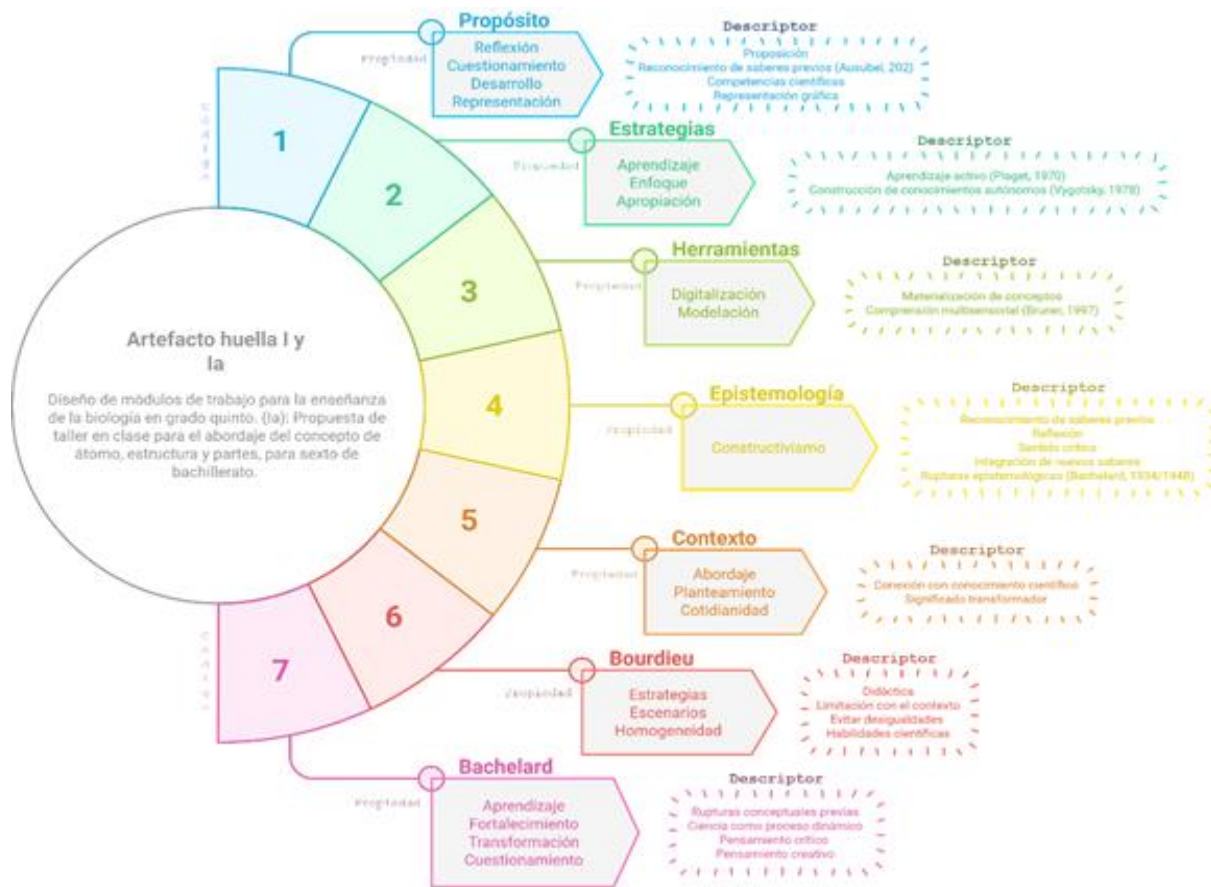 Propósito
Descriptor
Propiedad
Reflexión
Cuestionamiento
Desarrollo
Representación
Proposición
Reconocimiento de saberes previos (Ausubel, 202)
Competencias científicas
Representación gráfica
1
Estrategias
Descriptor
Propiedad
Aprendizaje
Enfoque
Apropiación
Aprendizaje activo (Piaget, 1970)
Construcción de conocimientos autónomos (Vygotsky, 1978)
2
Herramientas
Descriptor
Propiedad
Digitalización
Modelación
Materialización de conceptos
Comprensión multisensorial (Bruner, 1997)
3
Artefacto huella I y
Ia
Diseño de módulos de trabajo para la enseñanza
de la biología en grado quinto. (Ia): Propuesta de
taller en clase para el abordaje del concepto de
átomo, estructura y partes, para sexto de
bachillerato.
4
Epistemología
Descriptor
Propiedad
Constructivismo
Reconocimiento de saberes previos
Reflexión
Sentido crítico
Integración de nuevos saberes
Rupturas epistemológicas (Bachelard, 1934/1948)
5
Contexto
Descriptor
Propiedad
Abordaje
Planteamiento
Cotidianidad
Conexión con conocimiento científico
Significado transformador
6
Bourdieu
Descriptor
Propiedad
Estrategias
Escenarios
Homogeneidad
Didáctica
Limitación con el contexto
Evitar desigualdades
Habilidades científicas
7
Bachelard
Descriptor
Propiedad
Aprendizaje
Fortalecimiento
Transformación
Cuestionamiento
Rupturas conceptuales previas
Ciencia como proceso dinámico
Pensamiento crítico
Pensamiento creativo